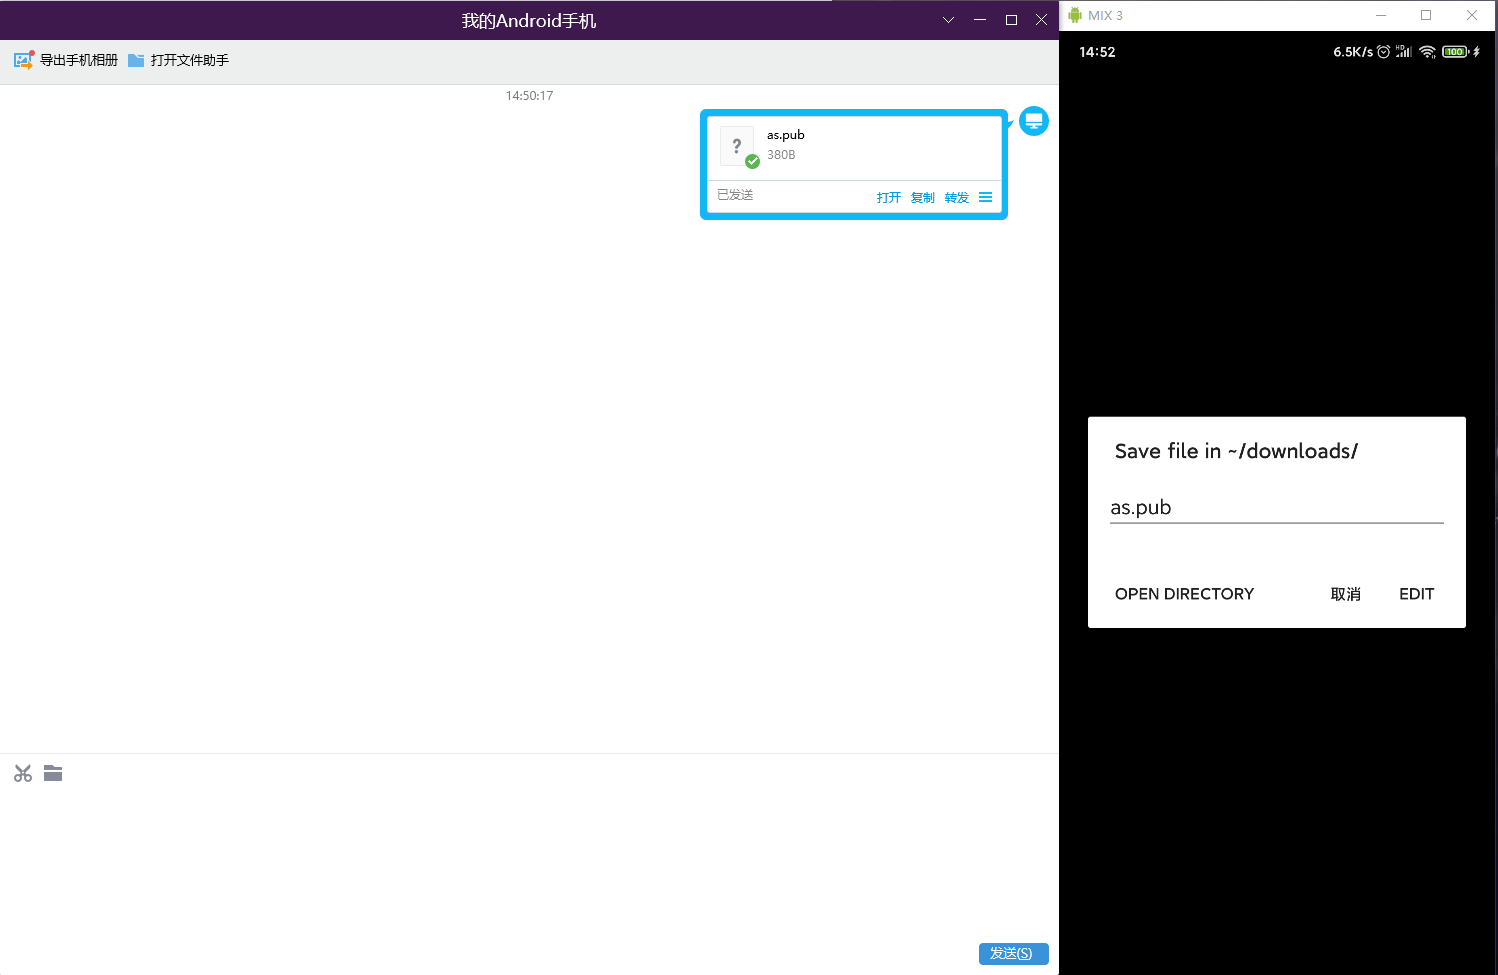 我的Android手机
导出手机相册 打开文件助手
14:50:17
?
as.pub
380B
已发送 打开 复制 转发
发送(S)
MIX 3
14:52 6.5K/s HD 100
Save file in ~/downloads/
as.pub
OPEN DIRECTORY 取消 EDIT